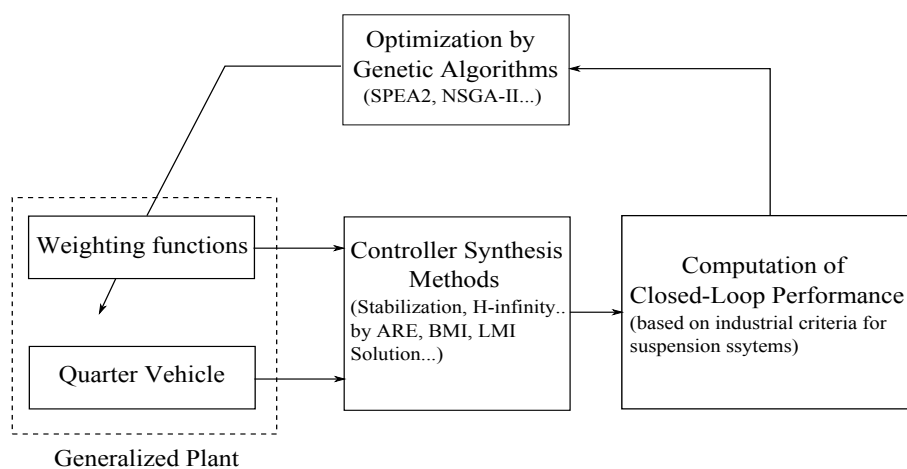 Optimization by
Genetic Algorithms
(SPEA2, NSGA-II...)
Weighting functions
Quarter Vehicle
Generalized Plant
Controller Synthesis
Methods
(Stabilization, H-infinity..
by ARE, BMI, LMI
Solution...)
Computation of
Closed-Loop Performance
(based on industrial criteria for
suspension ssytems)